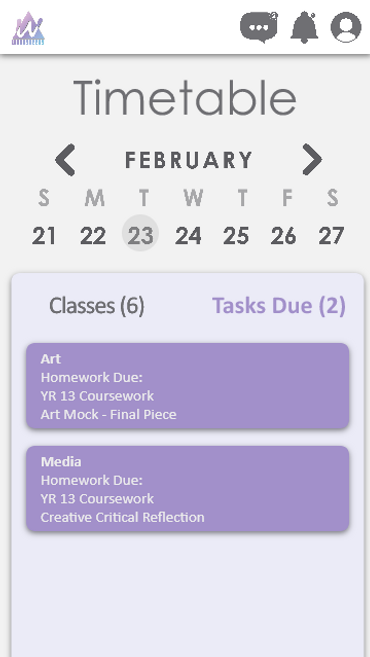 Timetable
FEBRUARY
S M T W T F S
21 22 23 24 25 26 27
Classes (6) Tasks Due (2)
Art
Homework Due:
YR 13 Coursework
Art Mock - Final Piece
Media
Homework Due:
YR 13 Coursework
Creative Critical Reflection